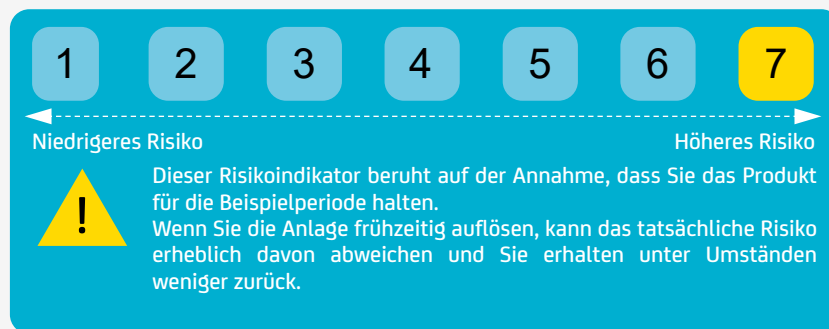 1 2 3 4 5 6 7
Niedrigeres Risiko Höheres Risiko
! Dieser Risikoindikator beruht auf der Annahme, dass Sie das Produkt
für die Beispielperiode halten.
Wenn Sie die Anlage frühzeitig auflösen, kann das tatsächliche Risiko
erheblich davon abweichen und Sie erhalten unter Umständen
weniger zurück.